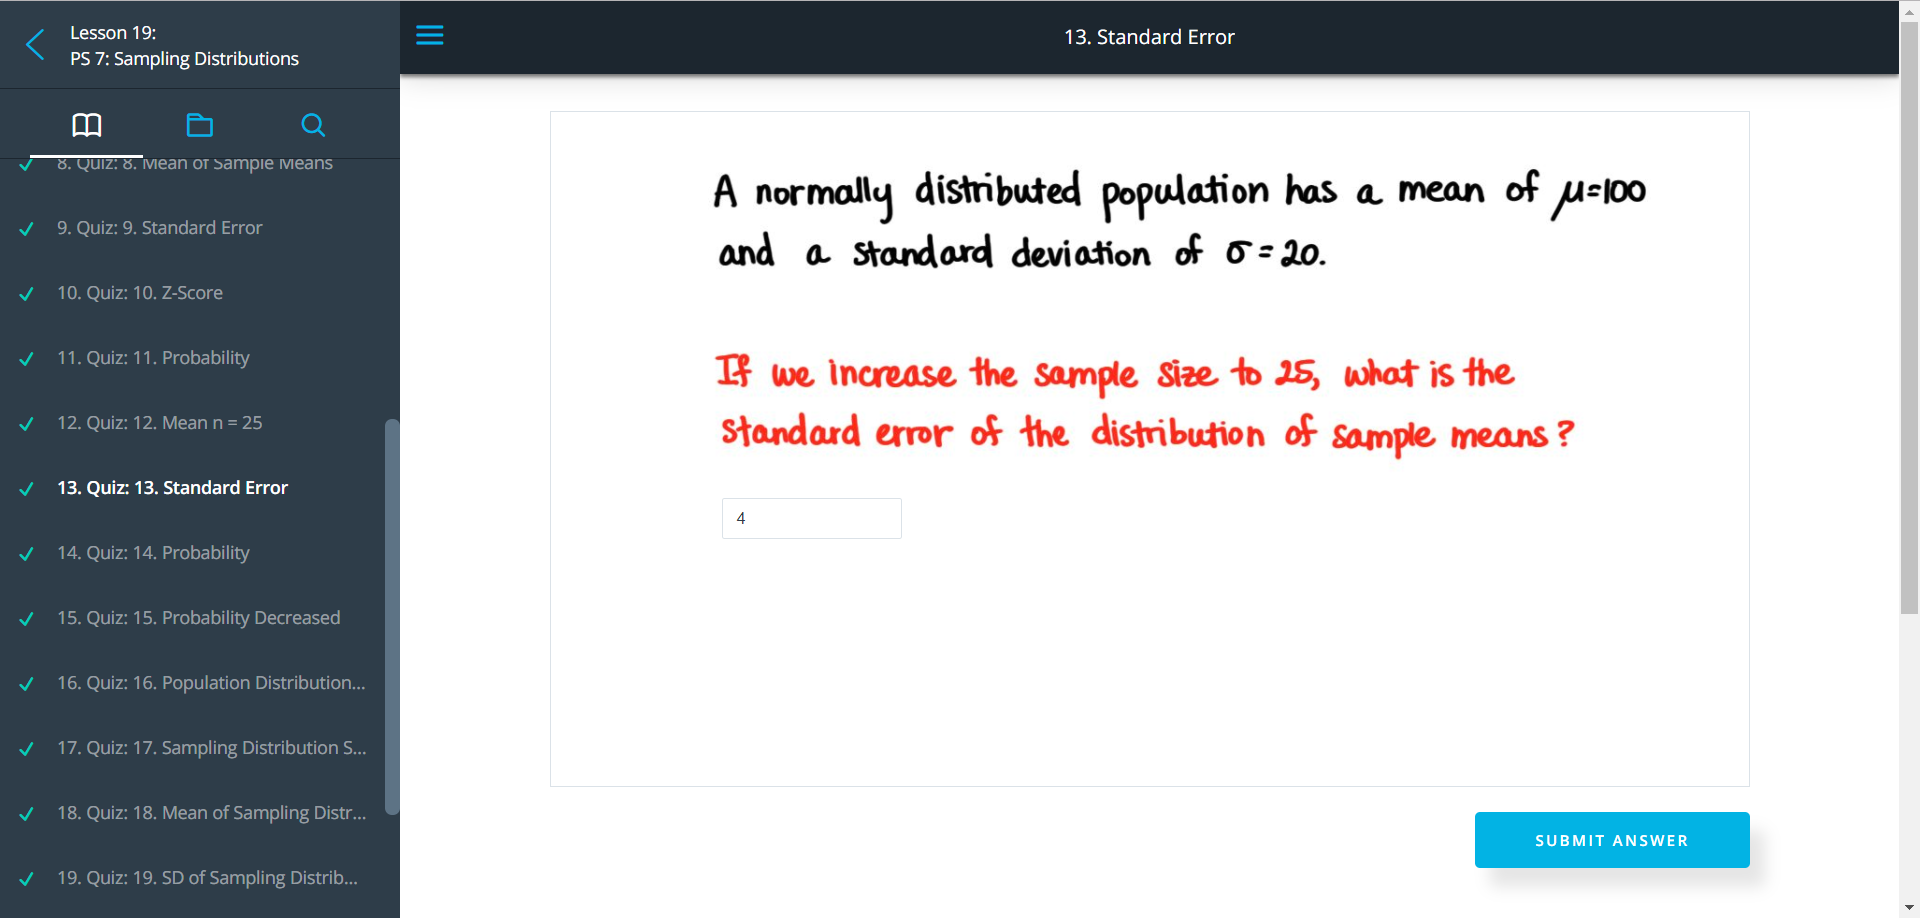 Lesson 19:
PS 7: Sampling Distributions
8. Quiz: 8. Mean of Sample Means
9. Quiz: 9. Standard Error
10. Quiz: 10. Z-Score
11. Quiz: 11. Probability
12. Quiz: 12. Mean n = 25
13. Quiz: 13. Standard Error
14. Quiz: 14. Probability
15. Quiz: 15. Probability Decreased
16. Quiz: 16. Population Distribution...
17. Quiz: 17. Sampling Distribution S...
18. Quiz: 18. Mean of Sampling Distr...
19. Quiz: 19. SD of Sampling Distrib...
13. Standard Error
A normally distributed population has a mean of μ=100
and a standard deviation of σ=20.
If we increase the sample size to 25, what is the
standard error of the distribution of sample means?
4
SUBMIT ANSWER